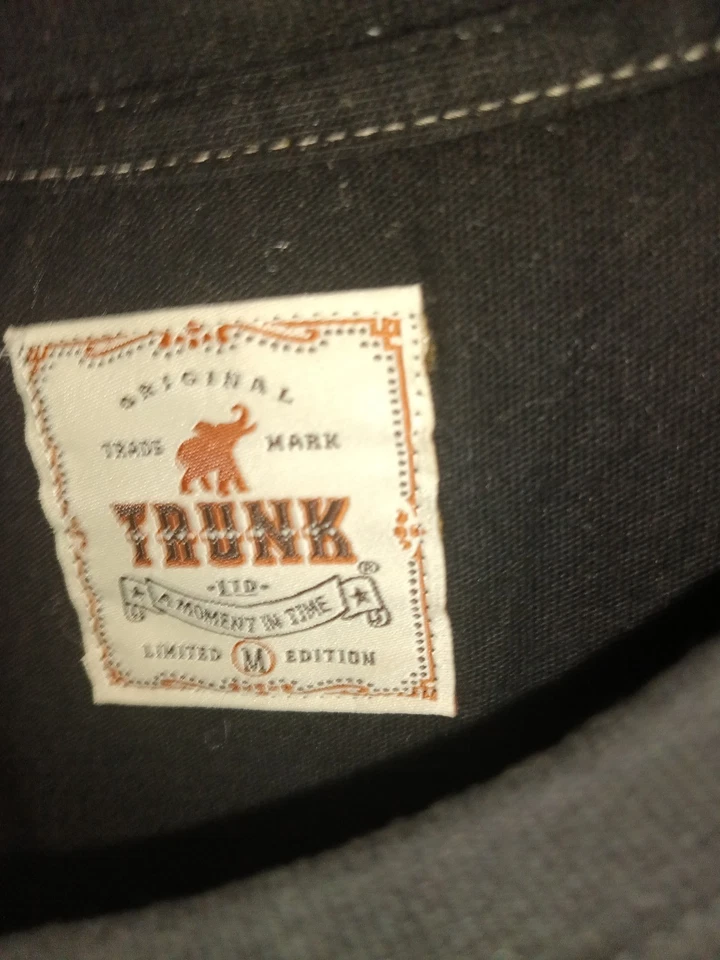 ORIGINAL
TRADE MARK
TRUNK
-LTD-
®
A MOMENT IN TIME
LIMITED M EDITION